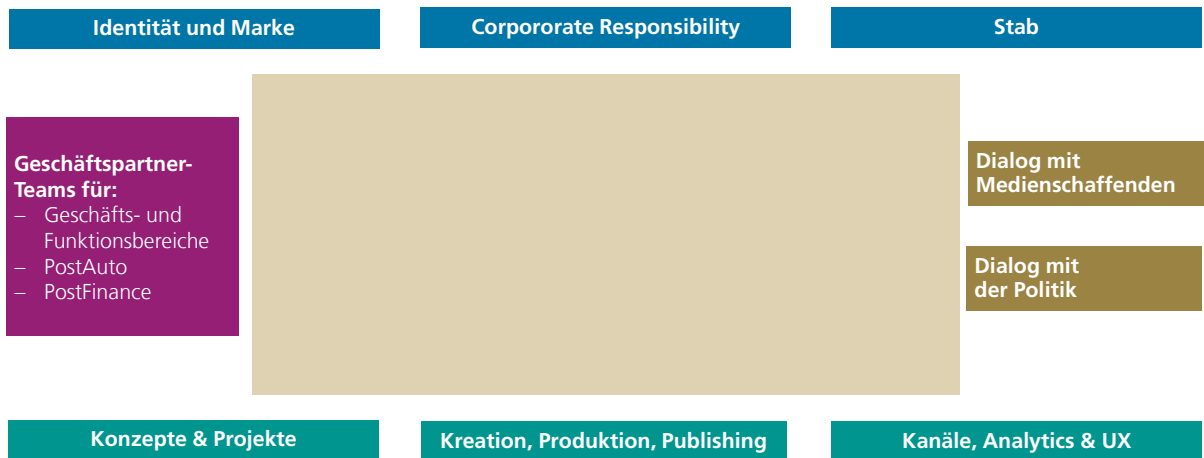 Identität und Marke
Corpororate Responsibility
Stab
Geschäftspartner-
Teams für:
– Geschäfts- und
Funktionsbereiche
– PostAuto
– PostFinance
Dialog mit
Medienschaffenden
Dialog mit
der Politik
Konzepte & Projekte
Kreation, Produktion, Publishing
Kanäle, Analytics & UX